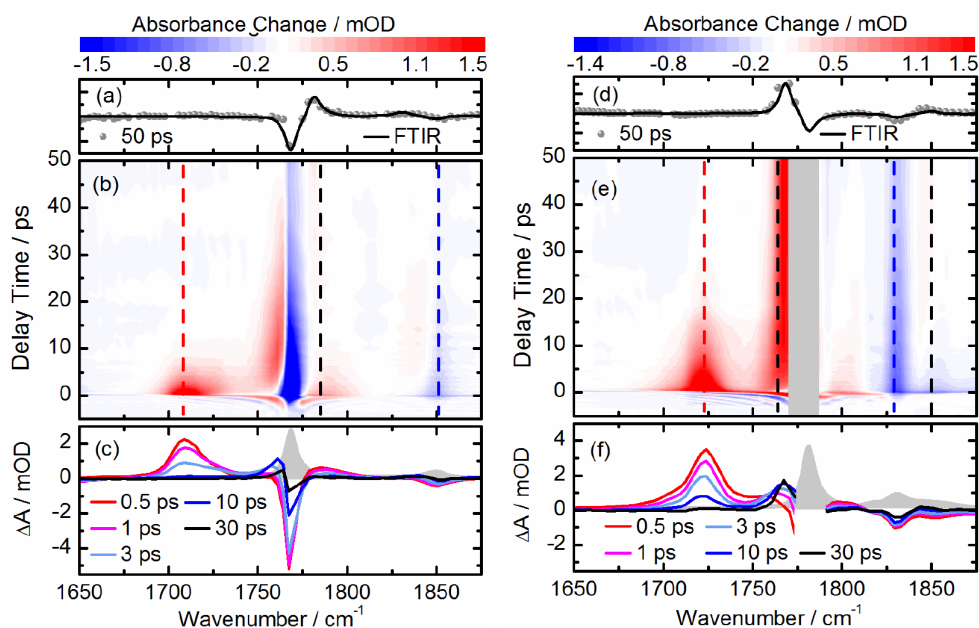 Absorbance Change / mOD
-1.5 -0.8 -0.2 0.5 1.1 1.5
(a)
50 ps FTIR
(b)
50
40
30
20
10
0
Delay Time / ps
(c)
2
0
-2
-4
ΔA / mOD
0.5 ps 10 ps
1 ps 30 ps
3 ps
1650 1700 1750 1800 1850
Wavenumber / cm⁻¹
Absorbance Change / mOD
-1.4 -0.8 -0.2 0.5 1.1 1.5
(d)
50 ps FTIR
(e)
50
40
30
20
10
0
Delay Time / ps
(f)
4
2
0
-2
ΔA / mOD
0.5 ps 3 ps
1 ps 10 ps 30 ps
1650 1700 1750 1800 1850
Wavenumber / cm⁻¹